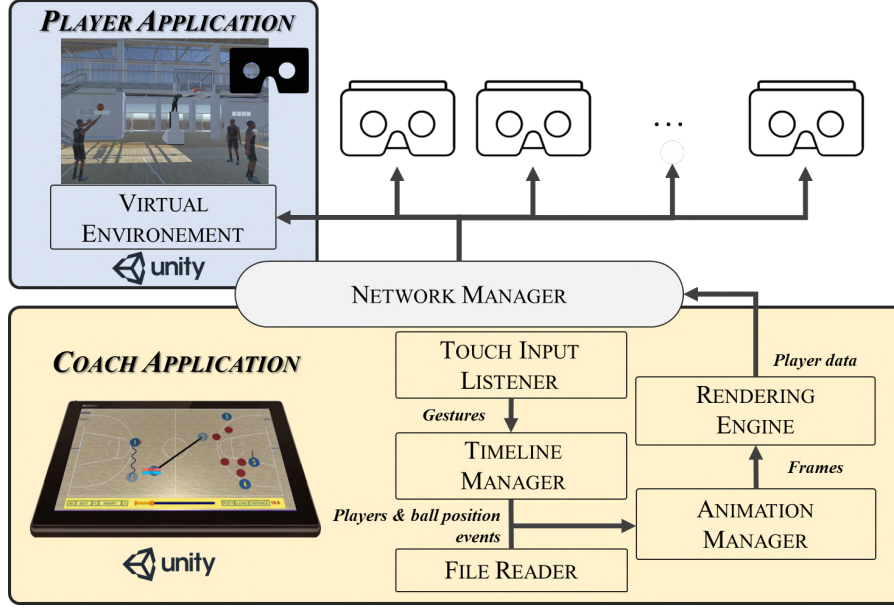 PLAYER APPLICATION
VIRTUAL
ENVIRONEMENT
unity
...
NETWORK MANAGER
COACH APPLICATION
unity
TOUCH INPUT
LISTENER
Gestures
TIMELINE
MANAGER
Players & ball position
events
FILE READER
Player data
RENDERING
ENGINE
Frames
ANIMATION
MANAGER